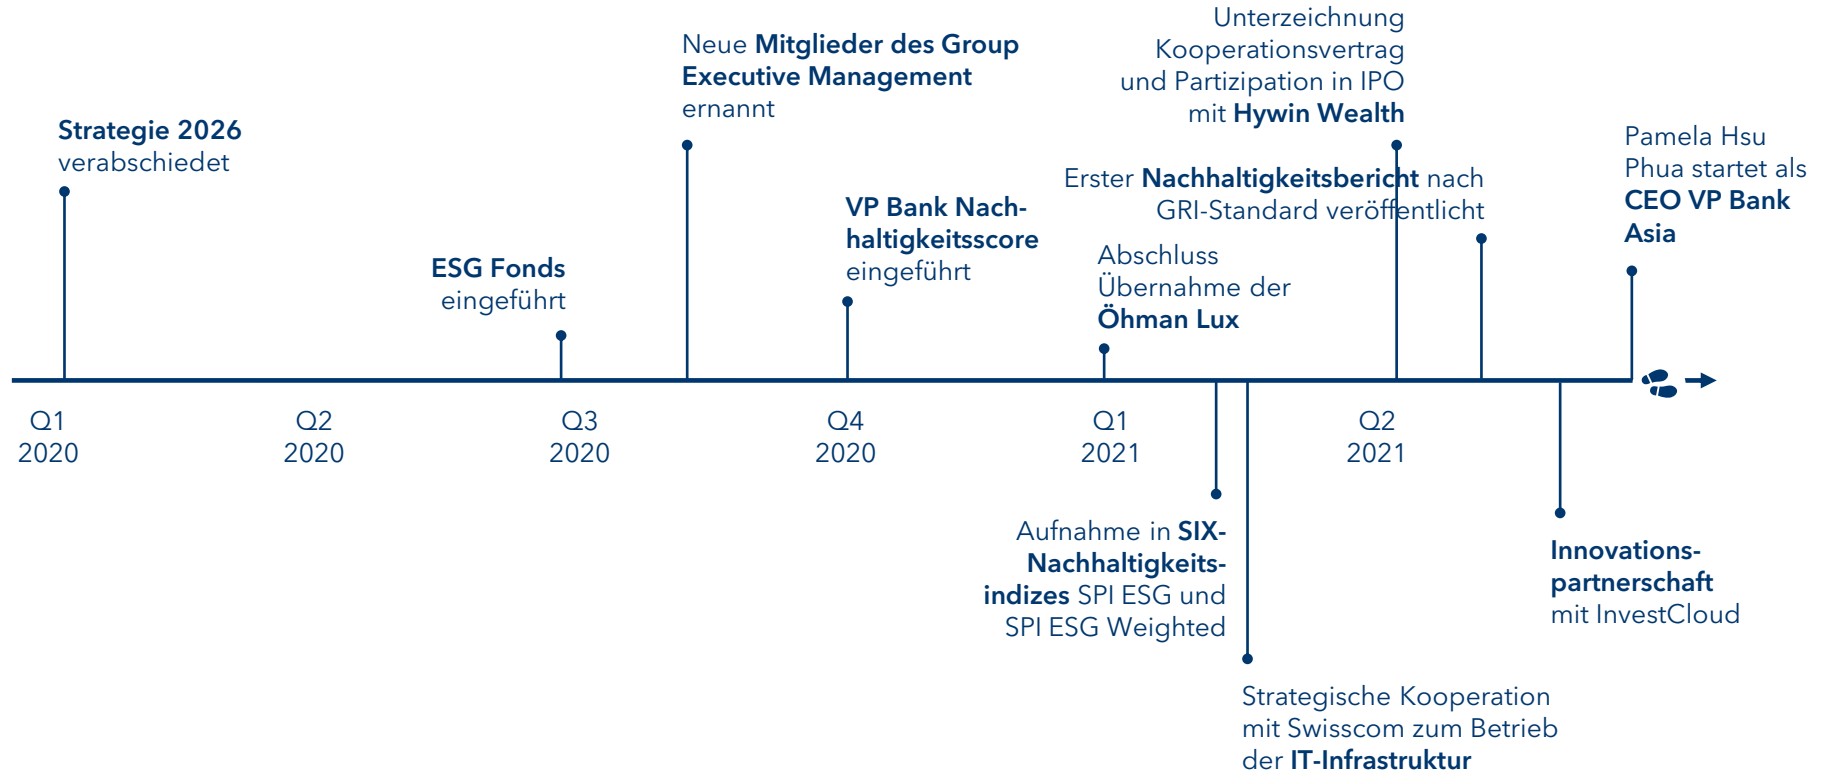 Strategie 2026
verabschiedet
ESG Fonds
eingeführt
Neue Mitglieder des Group
Executive Management
ernannt
VP Bank Nach-
haltigkeitsscore
eingeführt
Unterzeichnung
Kooperationsvertrag
und Partizipation in IPO
mit Hywin Wealth
Erster Nachhaltigkeitsbericht nach
GRI-Standard veröffentlicht
Abschluss
Übernahme der
Öhman Lux
Pamela Hsu
Phua startet als
CEO VP Bank
Asia
Q1
2020
Q2
2020
Q3
2020
Q4
2020
Q1
2021
Q2
2021
Aufnahme in SIX-
Nachhaltigkeits-
indizes SPI ESG und
SPI ESG Weighted
Strategische Kooperation
mit Swisscom zum Betrieb
der IT-Infrastruktur
Innovations-
partnerschaft
mit InvestCloud